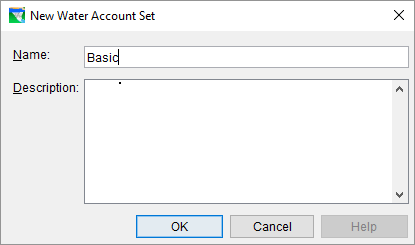 New Water Account Set
Name: Basic
Description:
OK Cancel Help